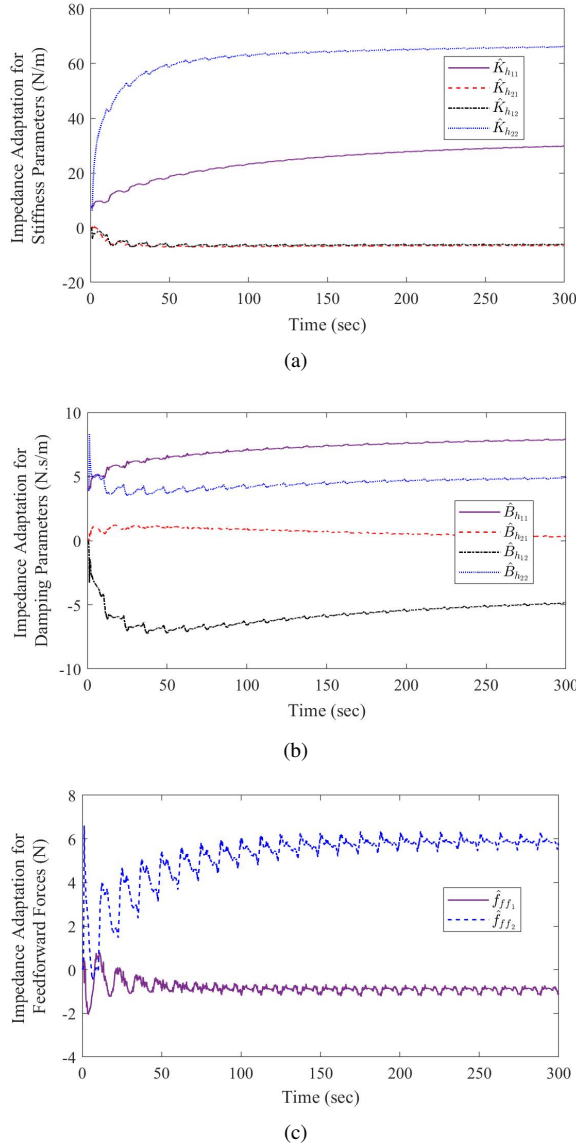 Impedance Adaptation for
Stiffness Parameters (N/m)
80
60
40
20
0
-20
K̂h11
K̂h21
K̂h12
K̂h22
0 50 100 150 200 250 300
Time (sec)
(a)
Impedance Adaptation for
Damping Parameters (N.s/m)
10
5
0
-5
-10
B̂h11
B̂h21
B̂h12
B̂h22
0 50 100 150 200 250 300
Time (sec)
(b)
Impedance Adaptation for
Feedforward Forces (N)
8
6
4
2
0
-2
-4
f̂ff1
f̂ff2
0 50 100 150 200 250 300
Time (sec)
(c)